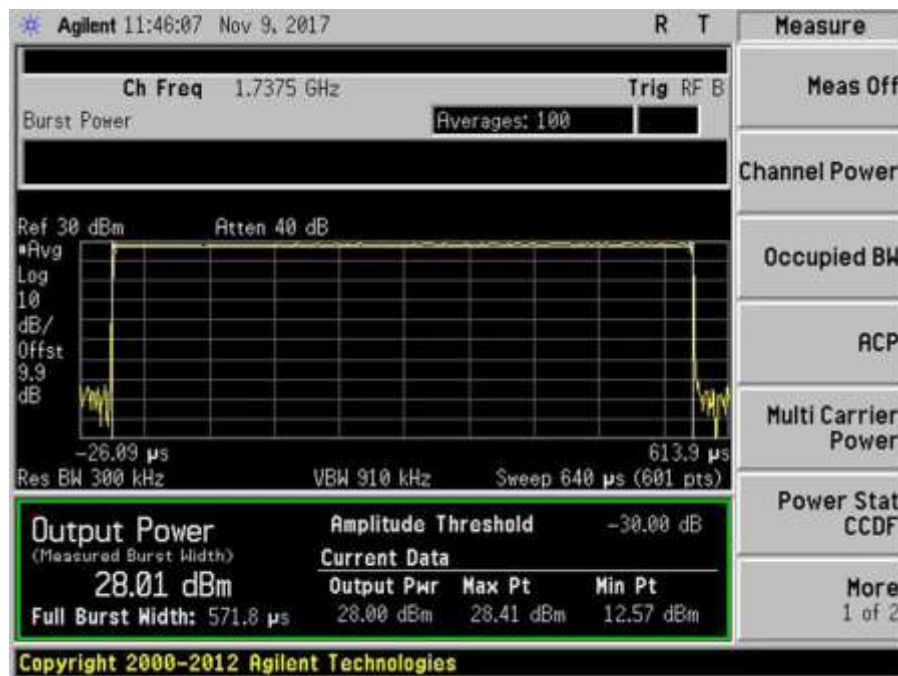 Agilent 11:46:07 Nov 9, 2017 R T
Measure
Ch Freq 1.7375 GHz Trig RF B
Burst Power Averages: 100
Meas Off
Channel Power
Occupied BW
ACP
Multi Carrier
Power
Power Stat
CCDF
More
1 of 2
Ref 30 dBm Atten 40 dB
*Avg
Log
10
dB/
Offst
9.9
dB
-26.09 µs 613.9 µs
Res BW 300 kHz VBW 910 kHz Sweep 640 µs (601 pts)
Output Power
(Measured Burst Width)
28.01 dBm
Full Burst Width: 571.8 µs
Amplitude Threshold -30.00 dB
Current Data
Output Pwr Max Pt Min Pt
28.00 dBm 28.41 dBm 12.57 dBm
Copyright 2000-2012 Agilent Technologies